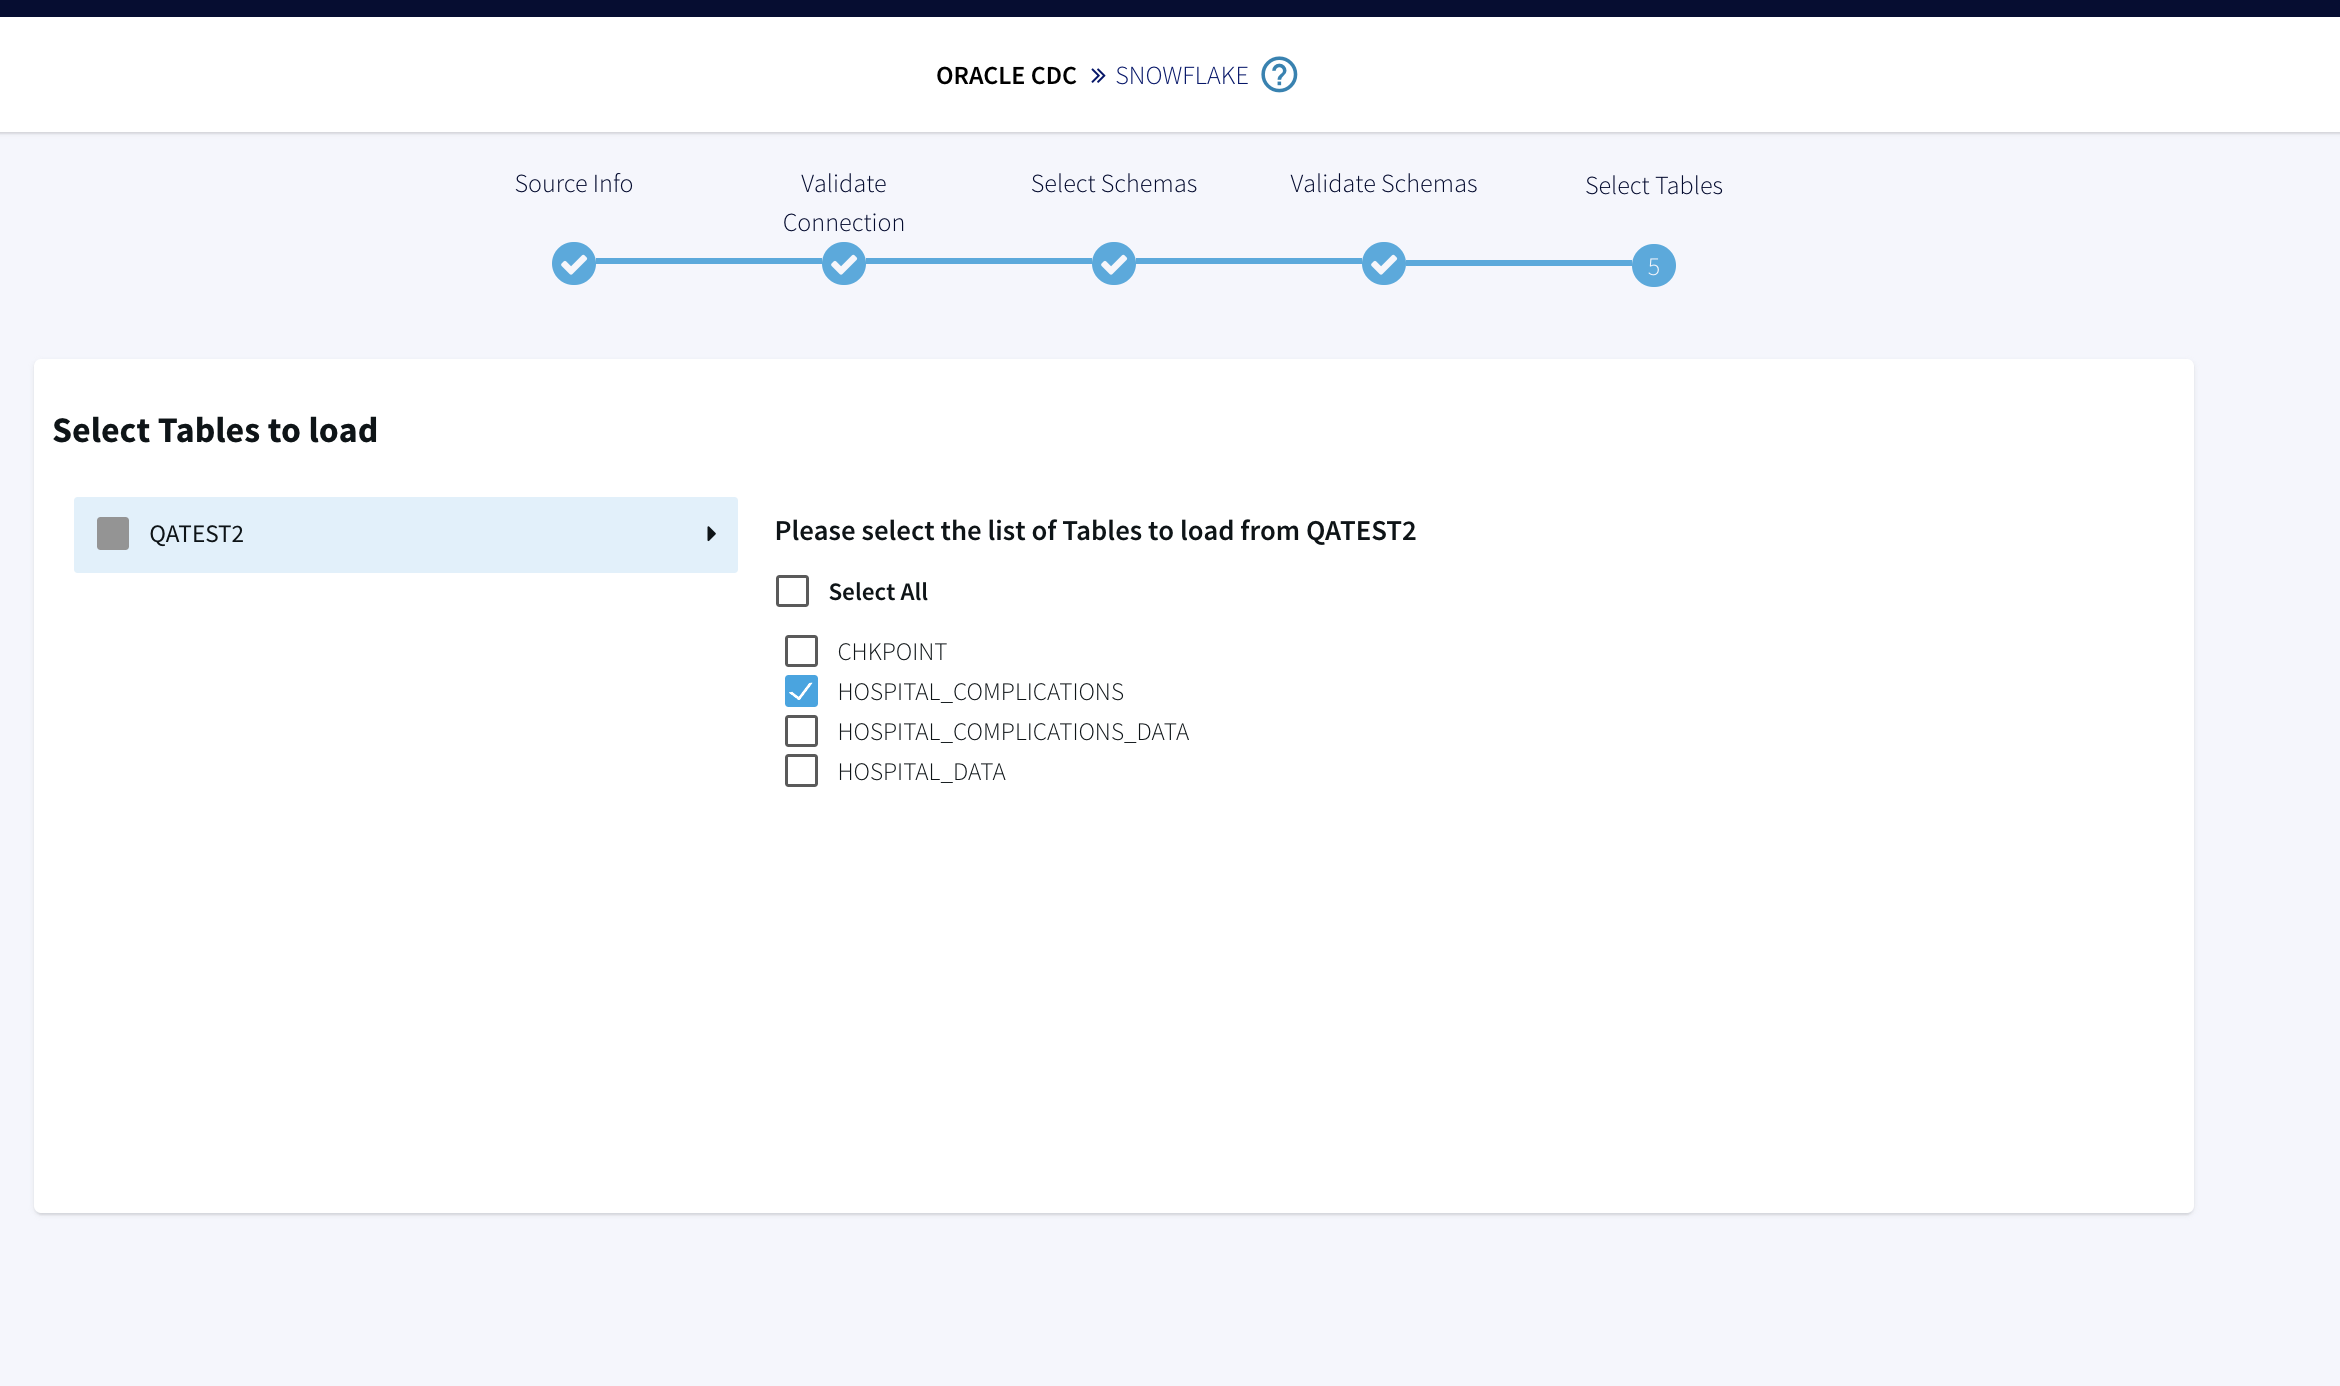 ORACLE CDC » SNOWFLAKE ?
Source Info
Validate
Connection
Select Schemas
Validate Schemas
Select Tables
5
Select Tables to load
QATEST2
Please select the list of Tables to load from QATEST2
Select All
CHKPOINT
HOSPITAL_COMPLICATIONS
HOSPITAL_COMPLICATIONS_DATA
HOSPITAL_DATA